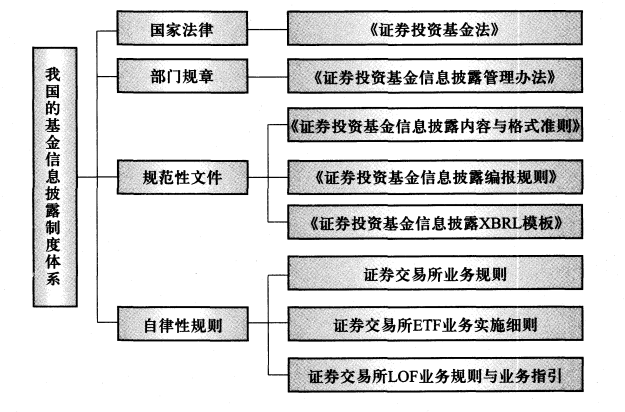 我国的基金信息披露制度体系
国家法律
《证券投资基金法》
部门规章
《证券投资基金信息披露管理办法》
规范性文件
《证券投资基金信息披露内容与格式准则》
《证券投资基金信息披露编报规则》
《证券投资基金信息披露XBRL模板》
自律性规则
证券交易所业务规则
证券交易所ETF业务实施细则
证券交易所LOF业务规则与业务指引